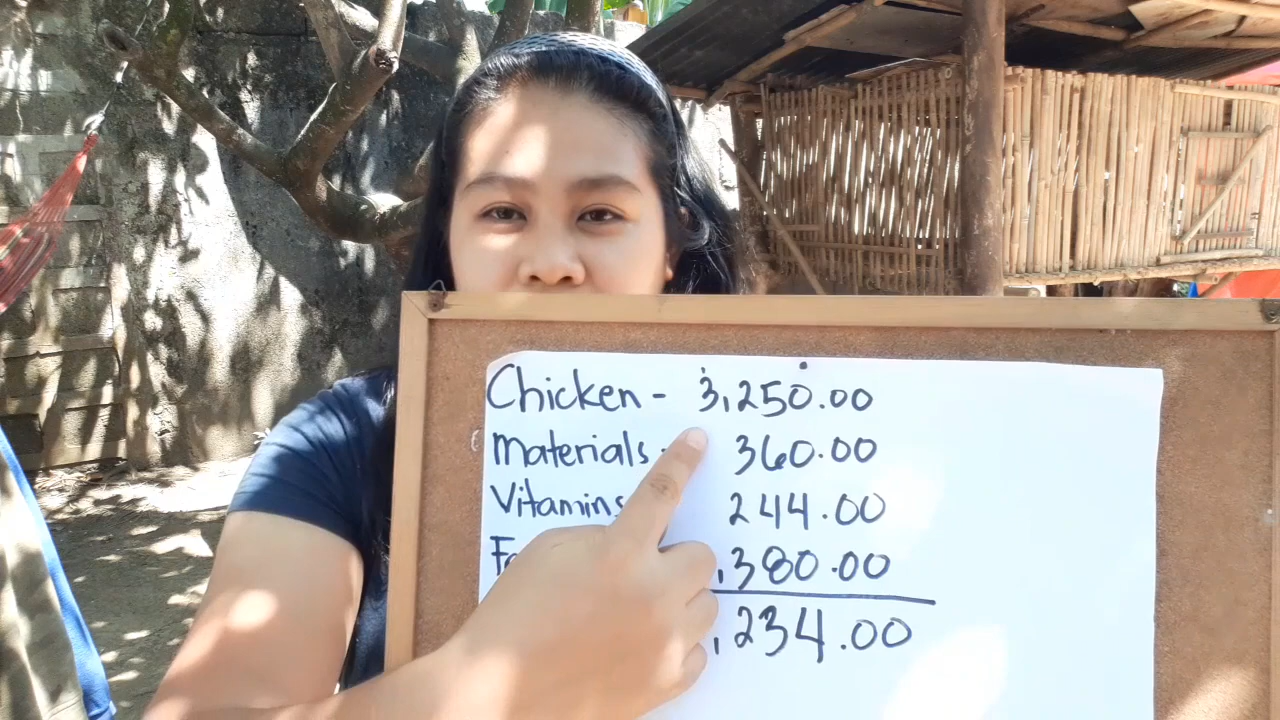 Chicken - 3,250.00
Materials - 360.00
Vitamins 244.00
,380.00
,234.00